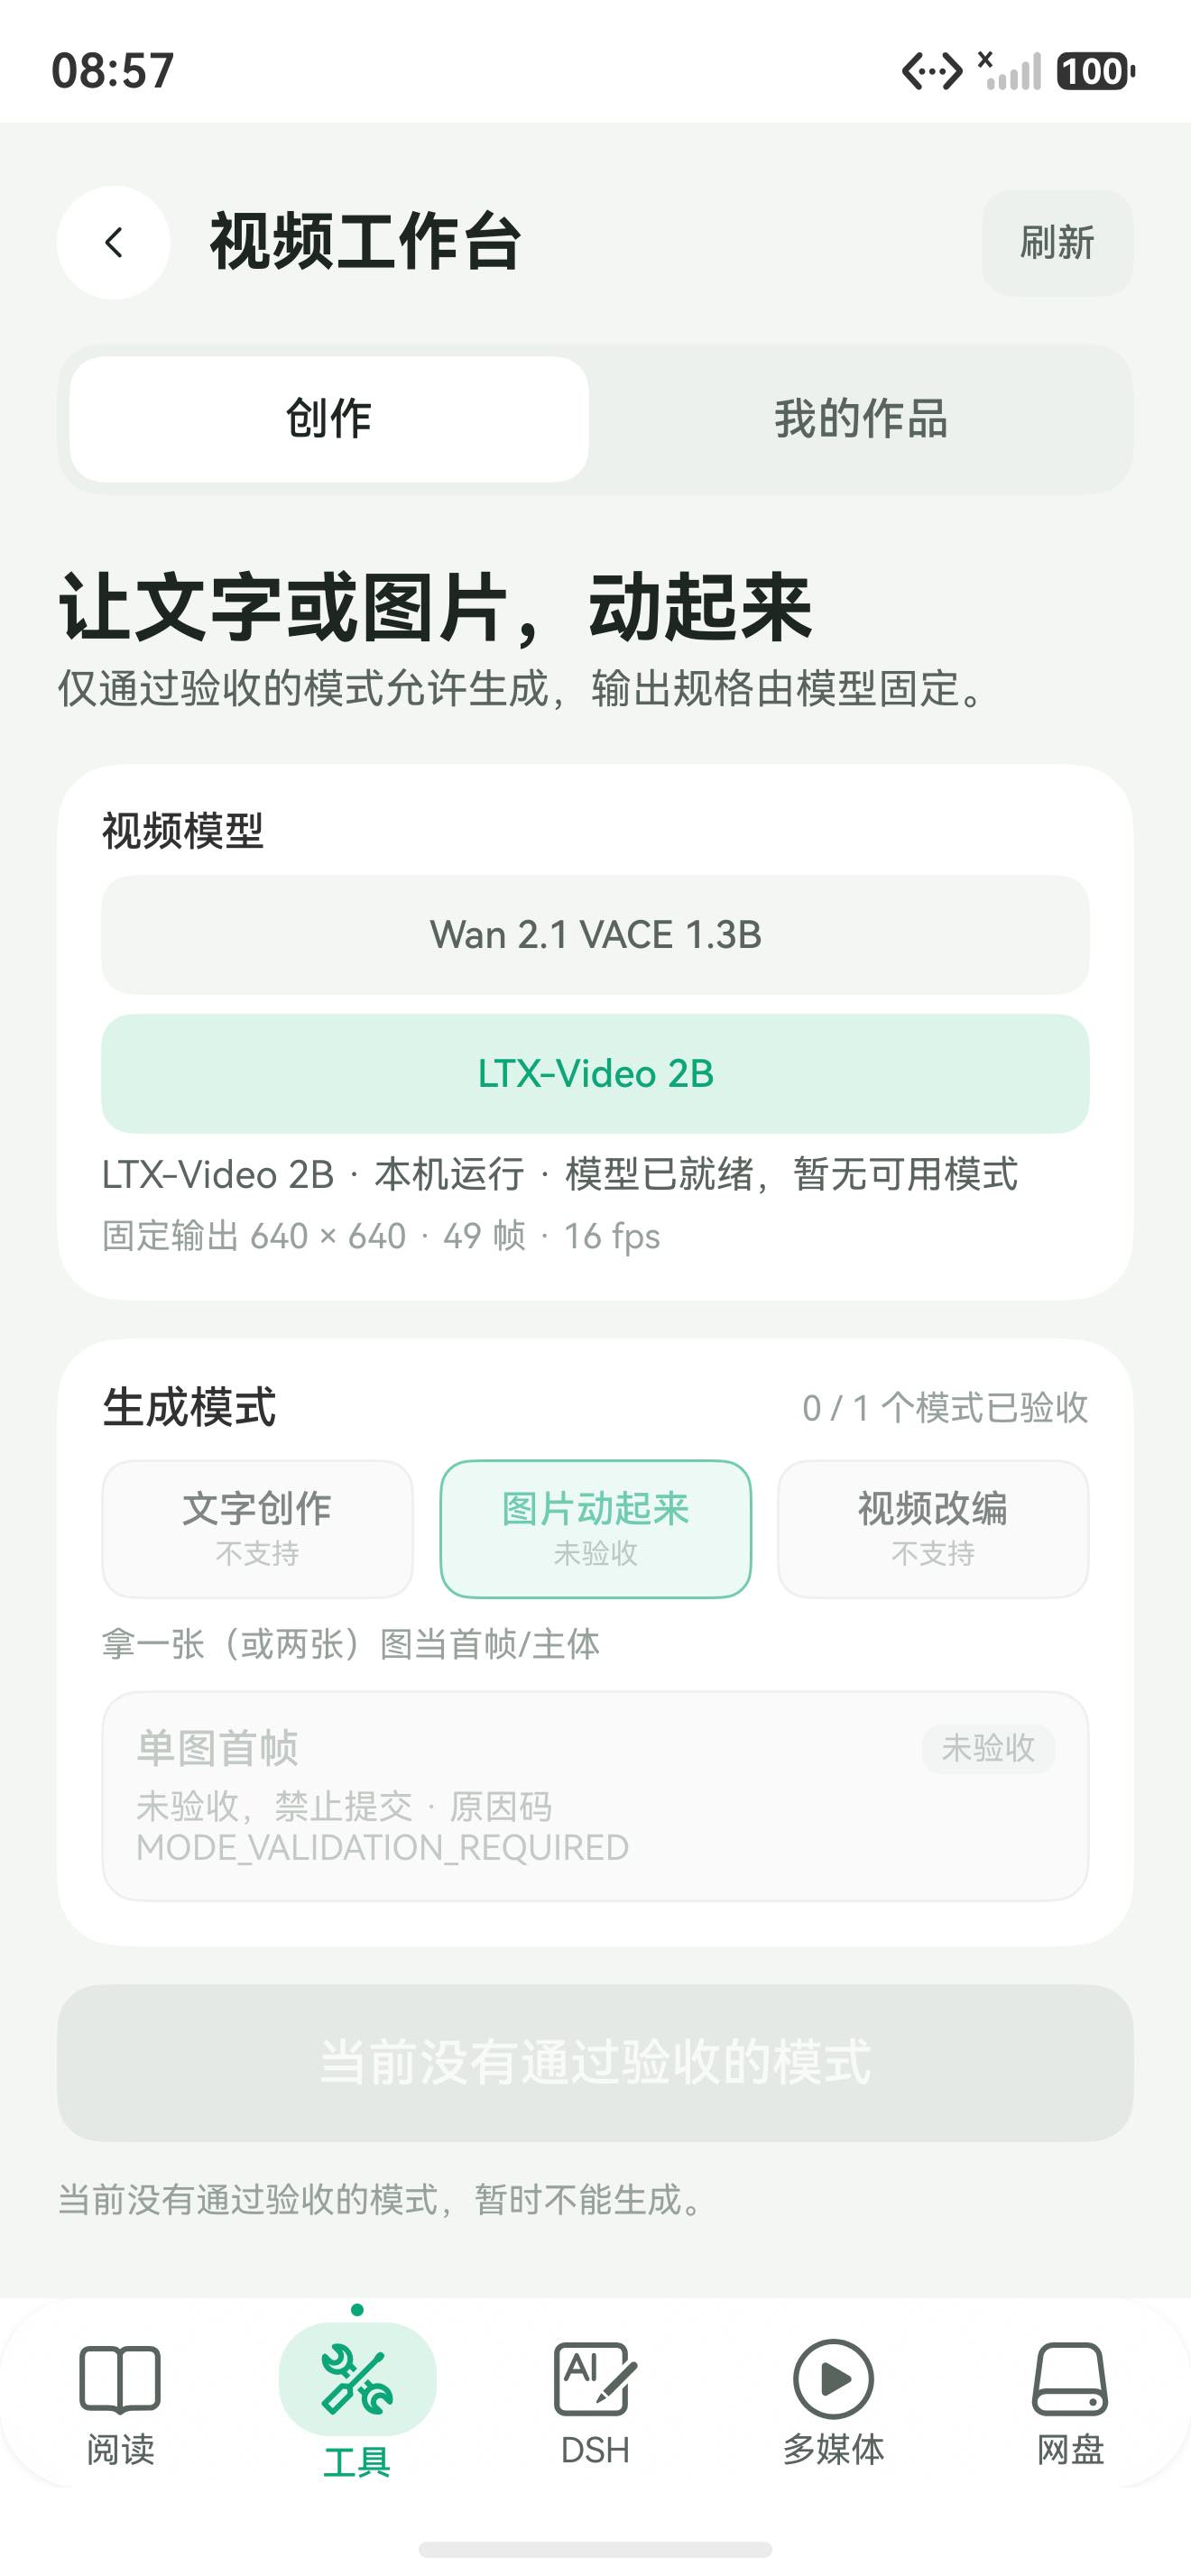 08:57
100
视频工作台
刷新
创作
我的作品
让文字或图片，动起来
仅通过验收的模式允许生成，输出规格由模型固定。
视频模型
Wan 2.1 VACE 1.3B
LTX-Video 2B
LTX-Video 2B · 本机运行 · 模型已就绪，暂无可用模式
固定输出 640 × 640 · 49 帧 · 16 fps
生成模式
0 / 1 个模式已验收
文字创作
不支持
图片动起来
未验收
视频改编
不支持
拿一张（或两张）图当首帧/主体
单图首帧
未验收
未验收，禁止提交 · 原因码
MODE_VALIDATION_REQUIRED
当前没有通过验收的模式
当前没有通过验收的模式，暂时不能生成。
阅读
工具
AI
DSH
多媒体
网盘